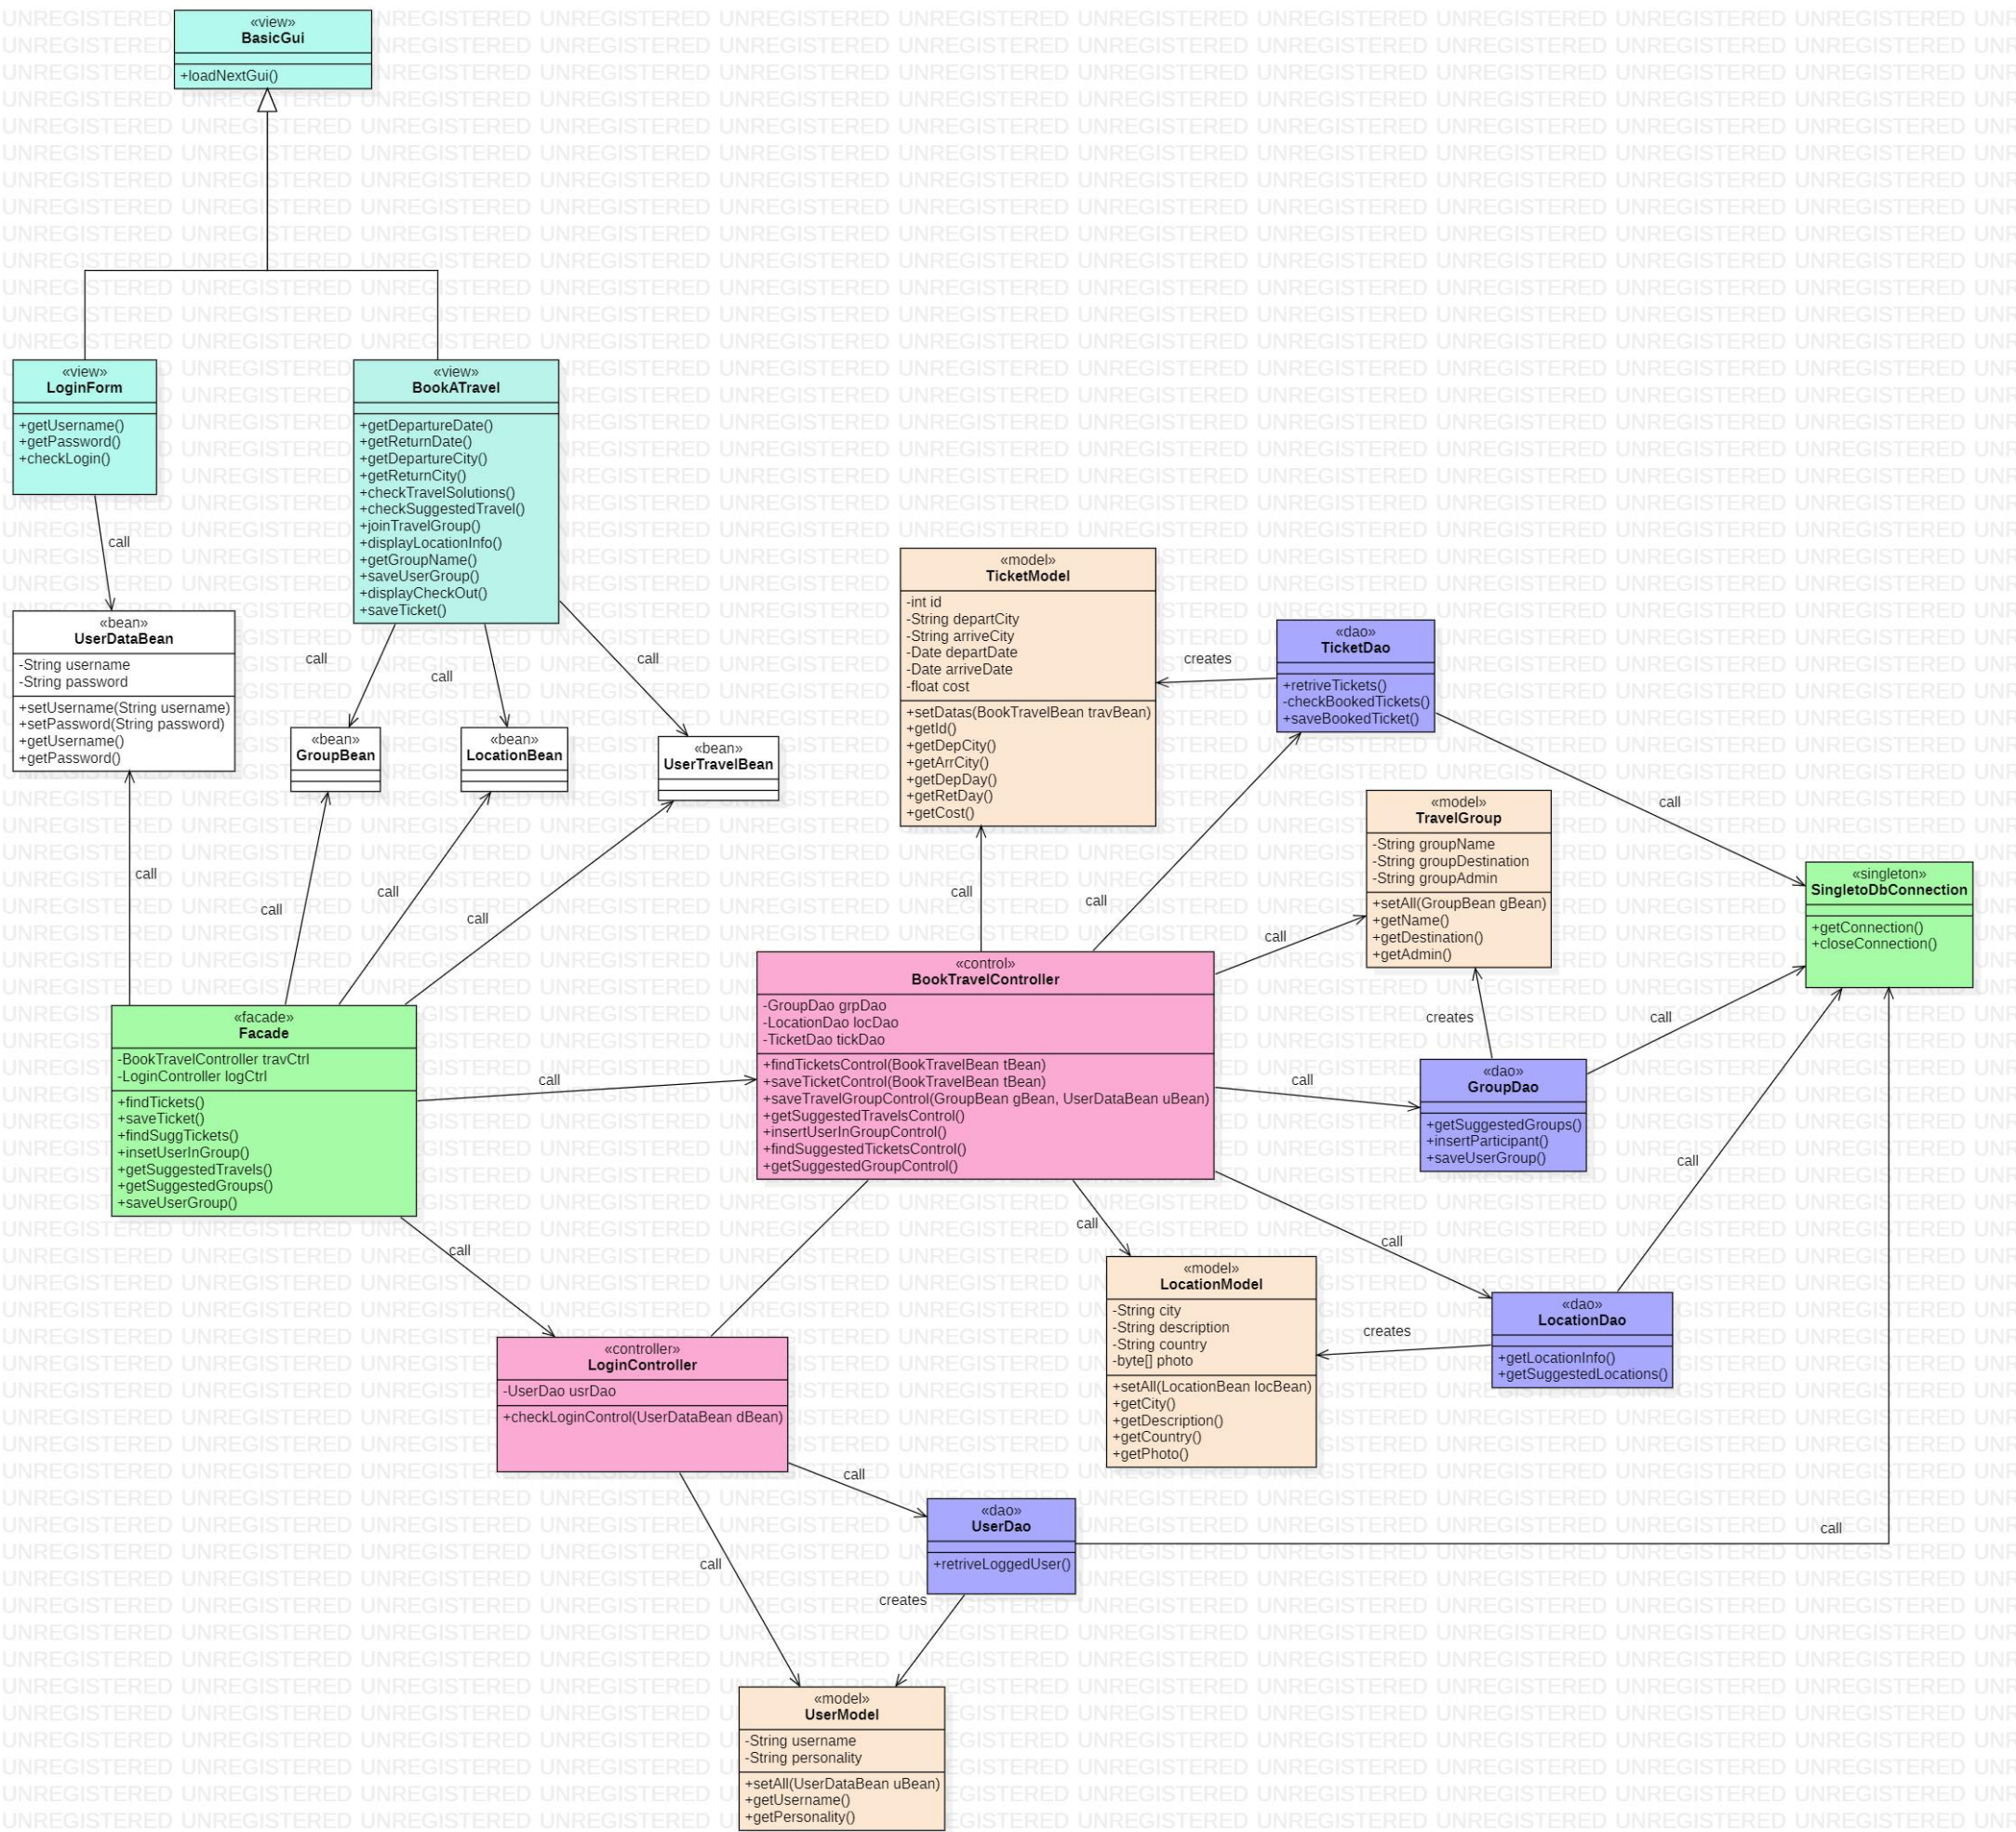 «view»
BasicGui
+loadNextGui()
«view»
LoginForm
+getUsername()
+getPassword()
+checkLogin()
«view»
BookATravel
+getDepartureDate()
+getReturnDate()
+getDepartureCity()
+getReturnCity()
+checkTravelSolutions()
+checkSuggestedTravel()
+joinTravelGroup()
+displayLocationInfo()
+getGroupName()
+saveUserGroup()
+displayCheckOut()
+saveTicket()
call
call
call
call
«bean»
UserDataBean
-String username
-String password
+setUsername(String username)
+setPassword(String password)
+getUsername()
+getPassword()
«bean»
GroupBean
«bean»
LocationBean
«bean»
UserTravelBean
«model»
TicketModel
-int id
-String departCity
-String arriveCity
-Date departDate
-Date arriveDate
-float cost
+setDatas(BookTravelBean travBean)
+getId()
+getDepCity()
+getArrCity()
+getDepDay()
+getRetDay()
+getCost()
creates
«dao»
TicketDao
+retriveTickets()
-checkBookedTickets()
+saveBookedTicket()
call
«model»
TravelGroup
-String groupName
-String groupDestination
-String groupAdmin
+setAll(GroupBean gBean)
+getName()
+getDestination()
+getAdmin()
«singleton»
SingletoDbConnection
+getConnection()
+closeConnection()
call
call
call
call
call
call
call
«facade»
Facade
-BookTravelController travCtrl
-LoginController logCtrl
+findTickets()
+saveTicket()
+findSuggTickets()
+insetUserInGroup()
+getSuggestedTravels()
+getSuggestedGroups()
+saveUserGroup()
call
«control»
BookTravelController
-GroupDao grpDao
-LocationDao locDao
-TicketDao tickDao
+findTicketsControl(BookTravelBean tBean)
+saveTicketControl(BookTravelBean tBean)
+saveTravelGroupControl(GroupBean gBean, UserDataBean uBean)
+getSuggestedTravelsControl()
+insertUserInGroupControl()
+findSuggestedTicketsControl()
+getSuggestedGroupControl()
creates
call
call
«dao»
GroupDao
+getSuggestedGroups()
+insertParticipant()
+saveUserGroup()
call
call
call
call
«model»
LocationModel
-String city
-String description
-String country
-byte[] photo
+setAll(LocationBean locBean)
+getCity()
+getDescription()
+getCountry()
+getPhoto()
creates
«dao»
LocationDao
+getLocationInfo()
+getSuggestedLocations()
«controller»
LoginController
-UserDao usrDao
+checkLoginControl(UserDataBean dBean)
call
call
«dao»
UserDao
+retriveLoggedUser()
call
creates
«model»
UserModel
-String username
-String personality
+setAll(UserDataBean uBean)
+getUsername()
+getPersonality()
UNREGISTERED